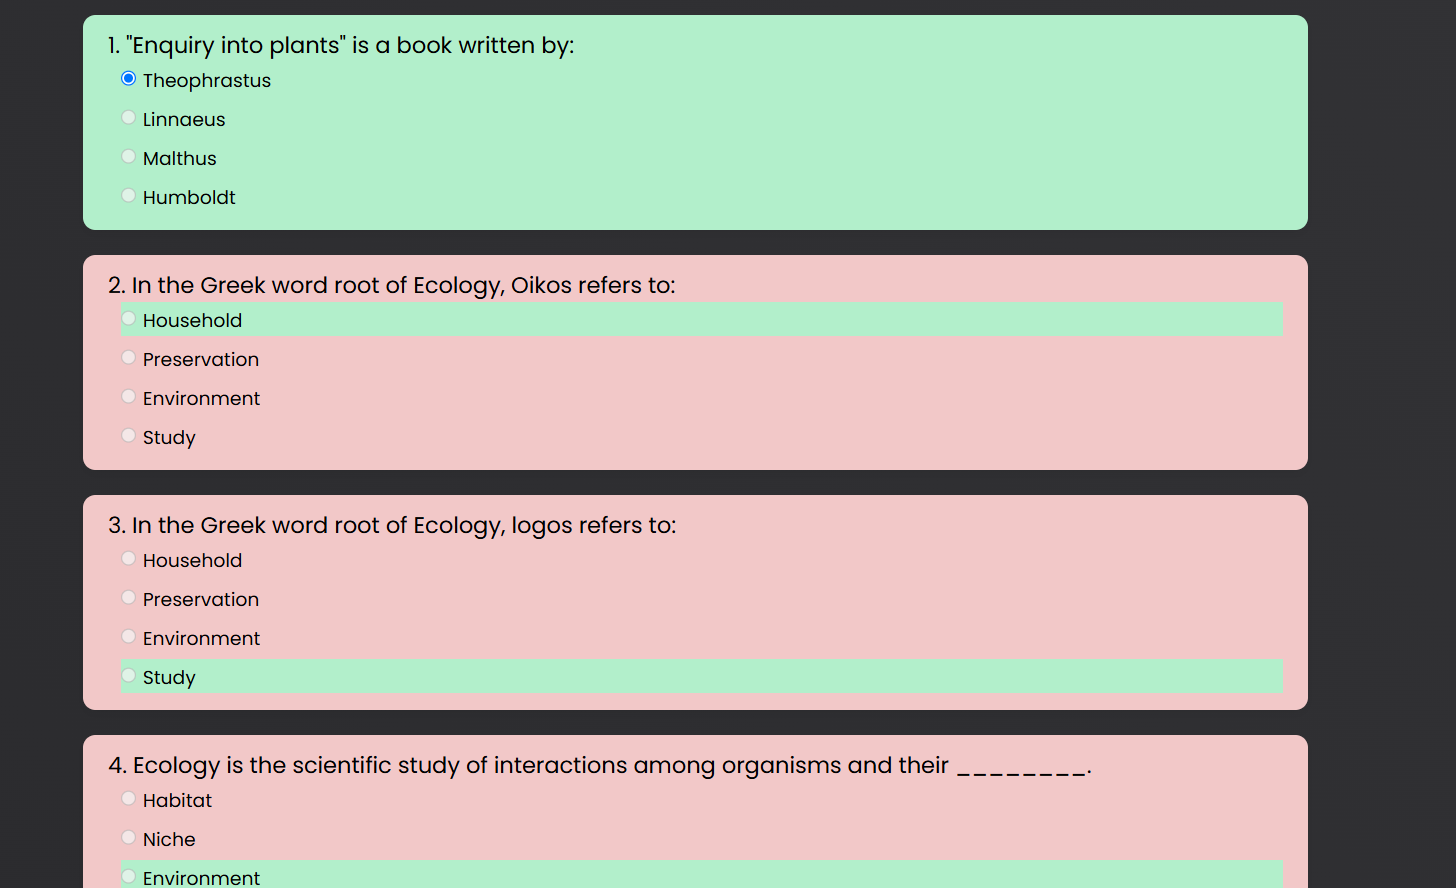 1. "Enquiry into plants" is a book written by:
Theophrastus
Linnaeus
Malthus
Humboldt
2. In the Greek word root of Ecology, Oikos refers to:
Household
Preservation
Environment
Study
3. In the Greek word root of Ecology, logos refers to:
Household
Preservation
Environment
Study
4. Ecology is the scientific study of interactions among organisms and their ________.
Habitat
Niche
Environment